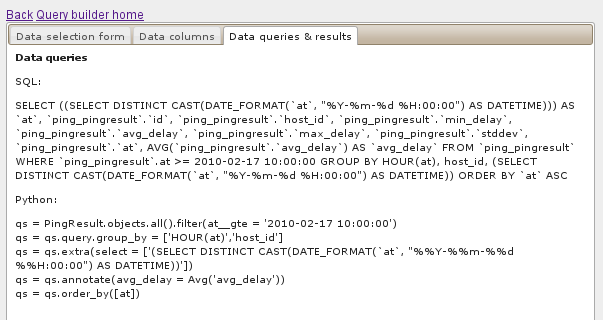 Back Query builder home
Data selection form Data columns Data queries & results
Data queries
SQL:
SELECT ((SELECT DISTINCT CAST(DATE_FORMAT(`at`, "%Y-%m-%d %H:00:00") AS DATETIME))) AS
`at`, `ping_pingresult`.`id`, `ping_pingresult`.`host_id`, `ping_pingresult`.`min_delay`,
`ping_pingresult`.`avg_delay`, `ping_pingresult`.`max_delay`, `ping_pingresult`.`stddev`,
`ping_pingresult`.`at`, AVG(`ping_pingresult`.`avg_delay`) AS `avg_delay` FROM `ping_pingresult`
WHERE `ping_pingresult`.at >= 2010-02-17 10:00:00 GROUP BY HOUR(at), host_id, (SELECT
DISTINCT CAST(DATE_FORMAT(`at`, "%Y-%m-%d %H:00:00") AS DATETIME)) ORDER BY `at` ASC
Python:
qs = PingResult.objects.all().filter(at__gte = '2010-02-17 10:00:00')
qs = qs.query.group_by = ['HOUR(at)','host_id']
qs = qs.extra(select = ['(SELECT DISTINCT CAST(DATE_FORMAT(`at`, "%%Y-%%m-%%d
%%H:00:00") AS DATETIME))'])
qs = qs.annotate(avg_delay = Avg('avg_delay'))
qs = qs.order_by([at])